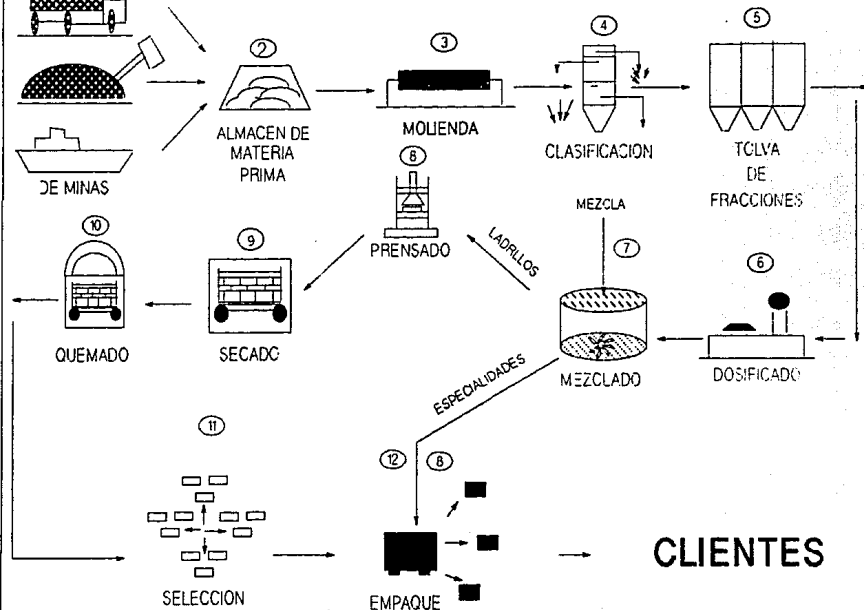 2
3
4
5
ALMACEN DE
MATERIA
PRIMA
MOLIENDA
CLASIFICACION
TOLVA
DE
FRACCIONES
DE MINAS
8
PRENSADO
LADRILLOS
MEZCLA
7
6
10
9
QUEMADO
SECADO
MEZCLADO
DOSIFICADO
ESPECIALIDADES
11
12
8
SELECCION
EMPAQUE
CLIENTES